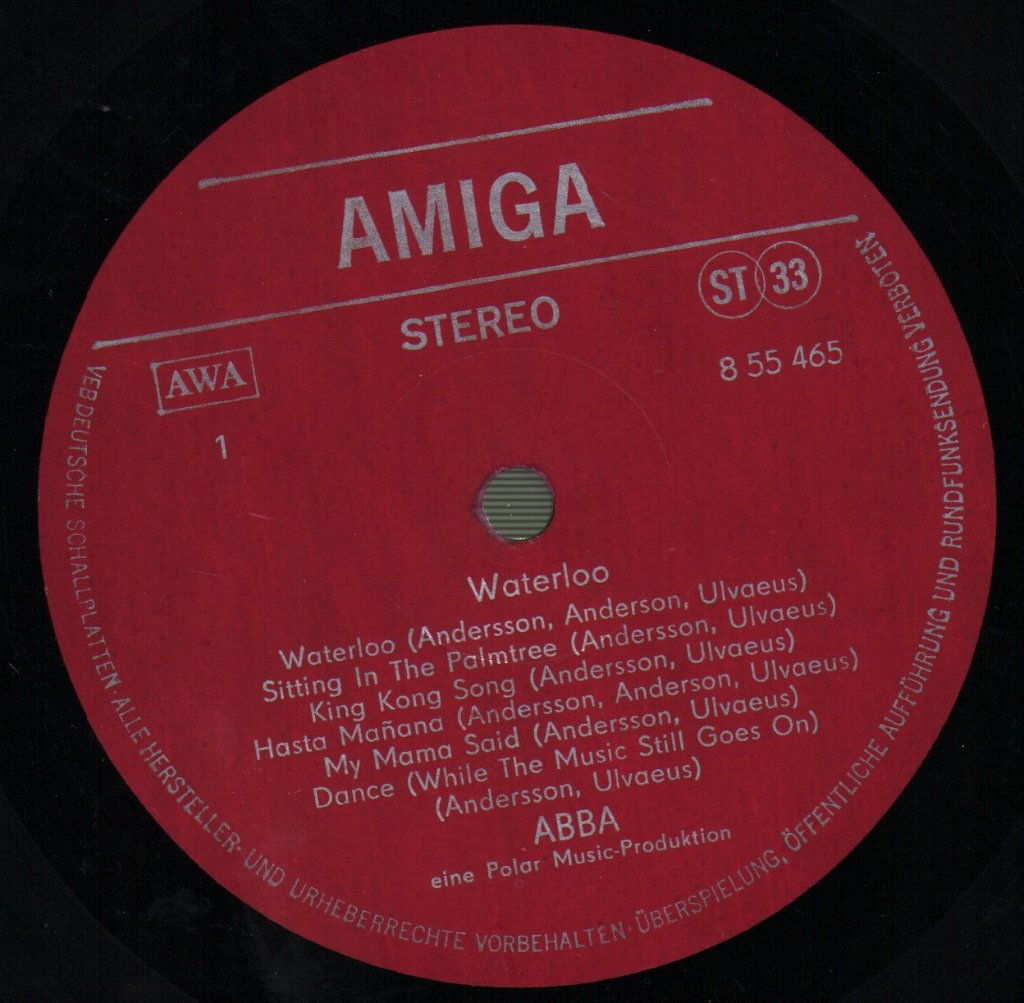 AMIGA
STEREO
ST 33
8 55 465
AWA
1
Waterloo
Waterloo (Andersson, Anderson, Ulvaeus)
Sitting In The Palmtree (Andersson, Ulvaeus)
King Kong Song (Andersson, Ulvaeus)
Hasta Mañana (Andersson, Anderson, Ulvaeus)
My Mama Said (Andersson, Ulvaeus)
Dance (While The Music Still Goes On)
(Andersson, Ulvaeus)
ABBA
eine Polar Music-Produktion
VEB DEUTSCHE SCHALLPLATTEN · ALLE HERSTELLER- UND URHEBERRECHTE VORBEHALTEN · ÜBERSPIELUNG, ÖFFENTLICHE AUFFÜHRUNG UND RUNDFUNKSENDUNG VERBOTEN